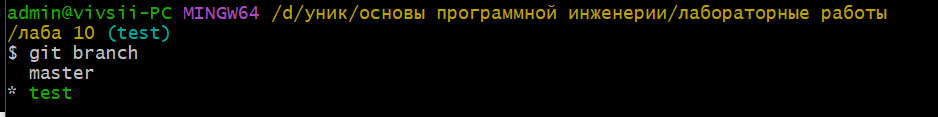 admin@vivsii-PC MINGW64 /d/уник/основы программной инженерии/лабораторные работы
/лаба 10 (test)
$ git branch
  master
* test